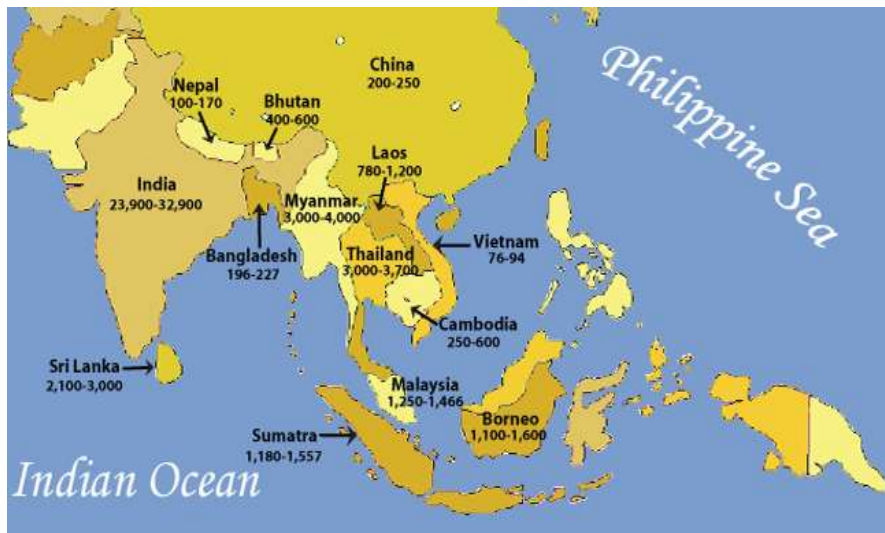 China
200-250
Philippine Sea
Nepal
100-170
Bhutan
400-600
Laos
780-1,200
India
23,900-32,900
Myanmar.
3,000-4,000
Bangladesh
196-227
Thailand
3,000-3,700
Vietnam
76-94
Cambodia
250-600
Sri Lanka
2,100-3,000
Malaysia
1,250-1,466
Borneo
1,100-1,600
Sumatra
1,180-1,557
Indian Ocean